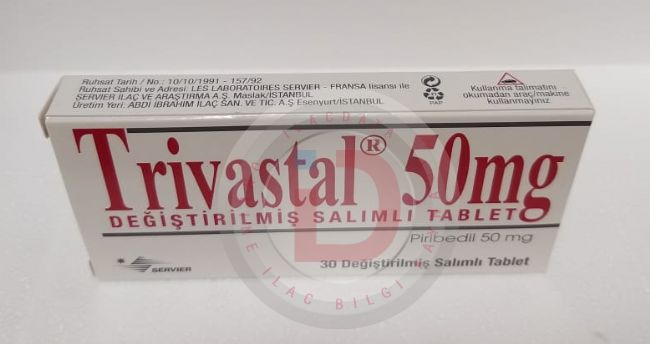 Ruhsat Tarih / No.: 10/10/1991 - 157/92
Ruhsat Sahibi ve Adresi: LES LABORATOIRES SERVIER - FRANSA lisansı ile
SERVIER İLAÇ VE ARAŞTIRMA A.Ş. Maslak/İSTANBUL
Üretim Yeri: ABDİ İBRAHİM İLAÇ SAN. VE TİC. A.Ş Esenyurt/İSTANBUL
PAP
Kullanma talimatını
okumadan araç/makine
kullanmayınız
Trivastal® 50mg
DEĞİŞTİRİLMİŞ SALIMLI TABLET
Piribedil 50 mg
SERVIER
30 Değiştirilmiş Salımlı Tablet